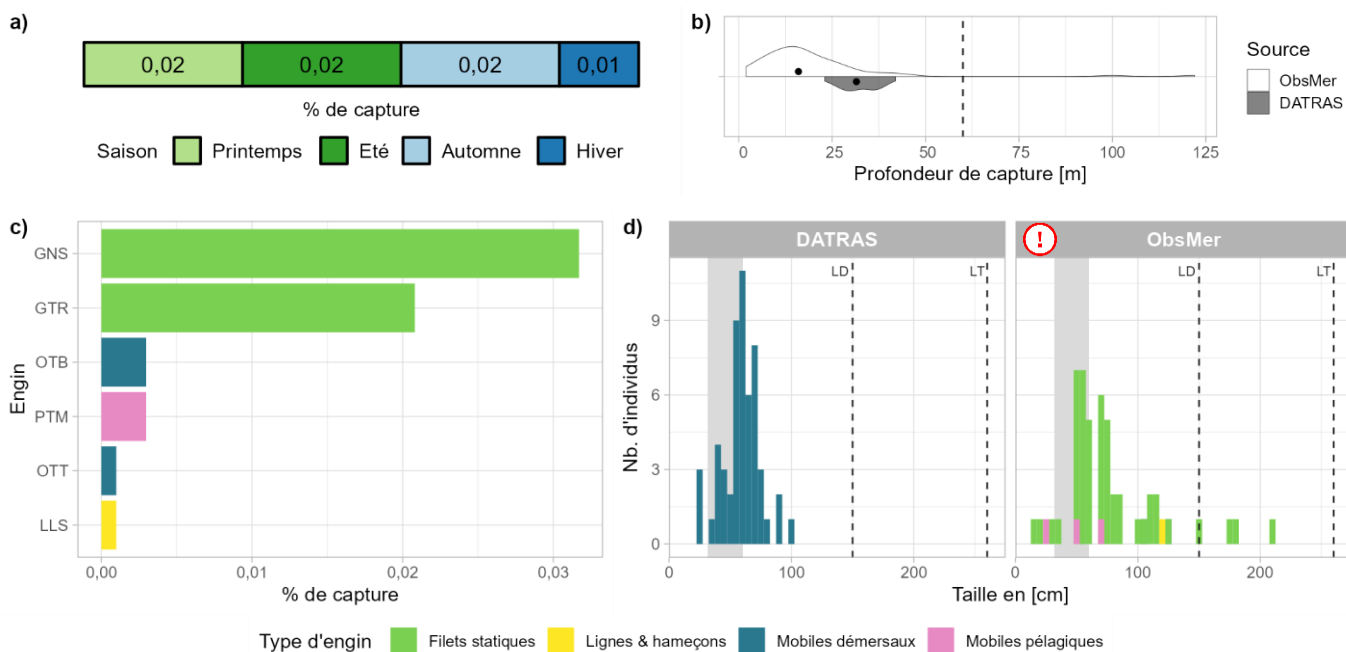 a)
0,02 0,02 0,02 0,01
% de capture
Saison Printemps Eté Automne Hiver
b)
0 25 50 75 100 125
Profondeur de capture [m]
Source
ObsMer
DATRAS
c)
Engin
GNS
GTR
OTB
PTM
OTT
LLS
0,00 0,01 0,02 0,03
% de capture
d)
DATRAS
! ObsMer
LD LT LD LT
Nb. d'individus
9
6
3
0
0 100 200 0 100 200
Taille en [cm]
Type d'engin Filets statiques Lignes & hameçons Mobiles démersaux Mobiles pélagiques